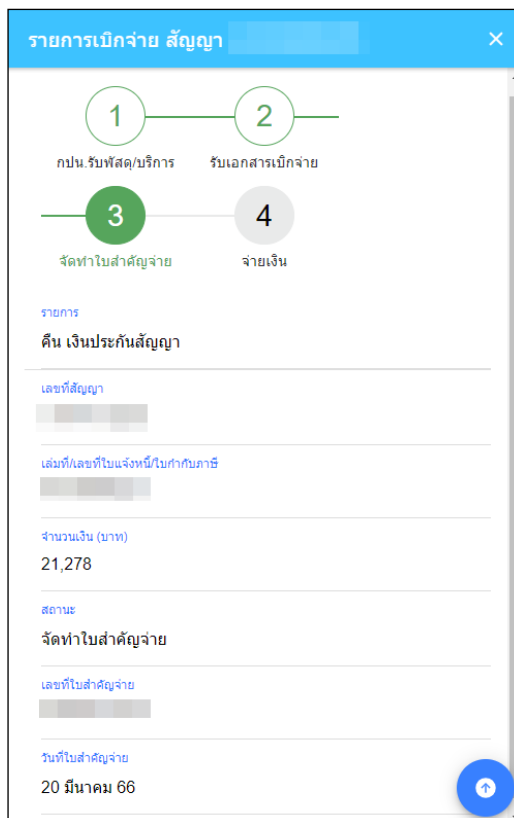 รายการเบิกจ่าย สัญญา
1
2
กปน.รับพัสดุ/บริการ
รับเอกสารเบิกจ่าย
3
4
จัดทำใบสำคัญจ่าย
จ่ายเงิน
รายการ
คืน เงินประกันสัญญา
เลขที่สัญญา
เล่มที่/เลขที่ใบแจ้งหนี้/ใบกำกับภาษี
จำนวนเงิน (บาท)
21,278
สถานะ
จัดทำใบสำคัญจ่าย
เลขที่ใบสำคัญจ่าย
วันที่ใบสำคัญจ่าย
20 มีนาคม 66